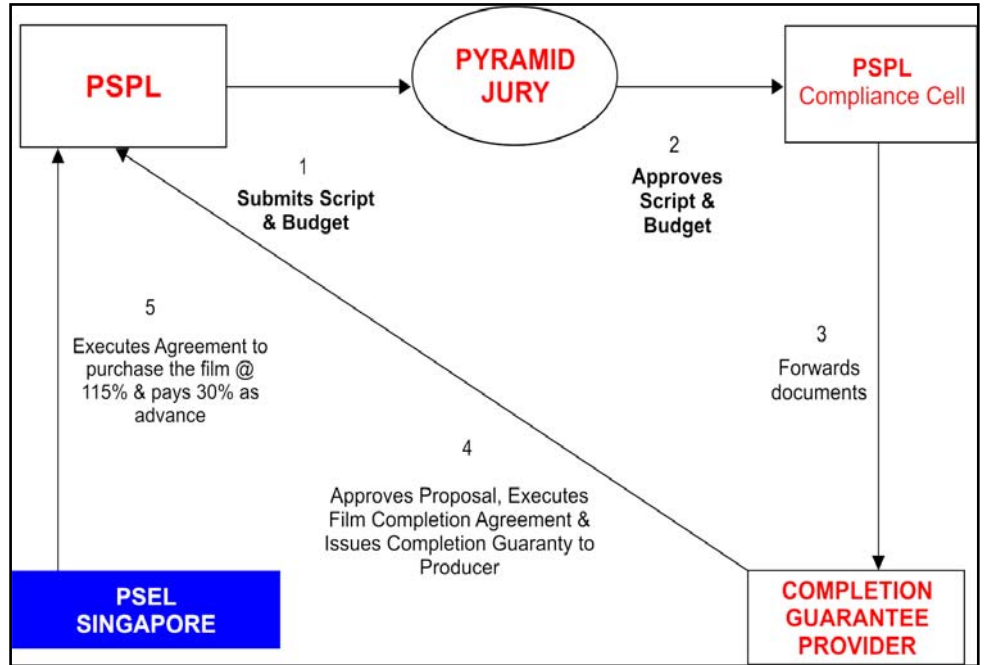 PSPL
PYRAMID
JURY
PSPL
Compliance Cell
1
Submits Script
& Budget
2
Approves
Script &
Budget
3
Forwards
documents
4
Approves Proposal, Executes
Film Completion Agreement &
Issues Completion Guaranty to
Producer
5
Executes Agreement to
purchase the film @
115% & pays 30% as
advance
PSEL
SINGAPORE
COMPLETION
GUARANTEE
PROVIDER